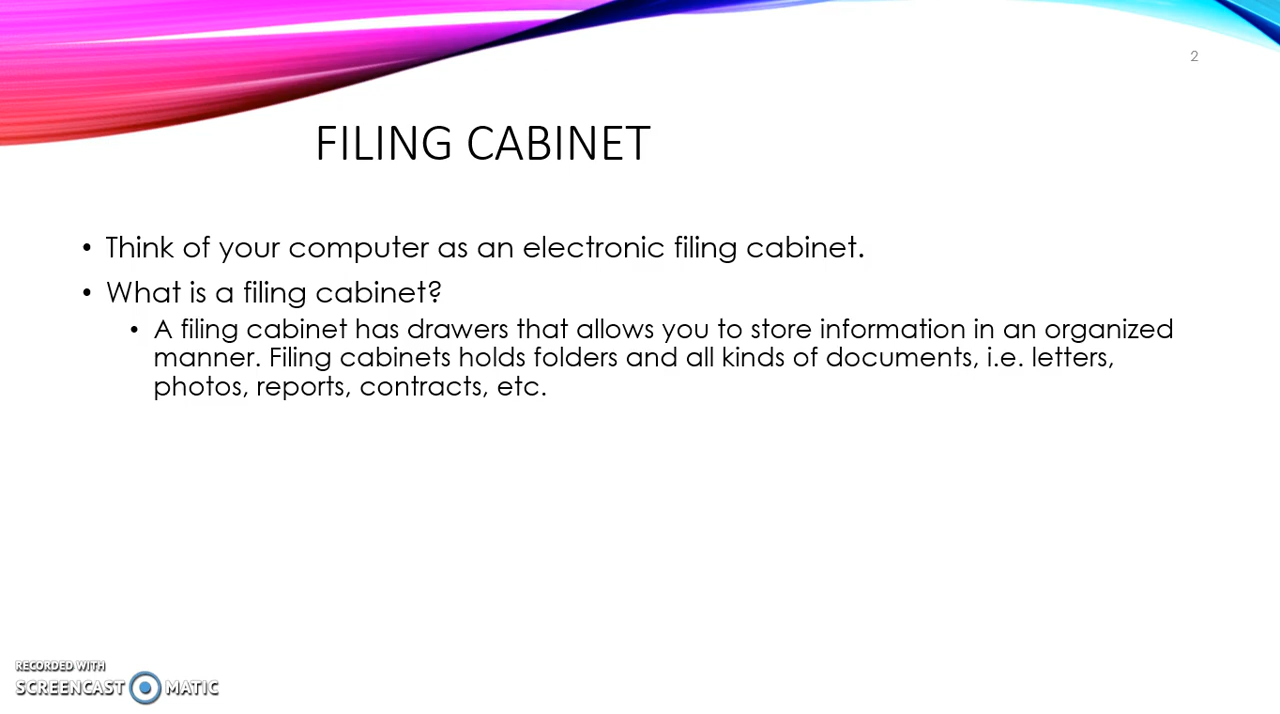 2
FILING CABINET
• Think of your computer as an electronic filing cabinet.
• What is a filing cabinet?
• A filing cabinet has drawers that allows you to store information in an organized
manner. Filing cabinets holds folders and all kinds of documents, i.e. letters,
photos, reports, contracts, etc.
RECORDED WITH
SCREENCAST MATIC